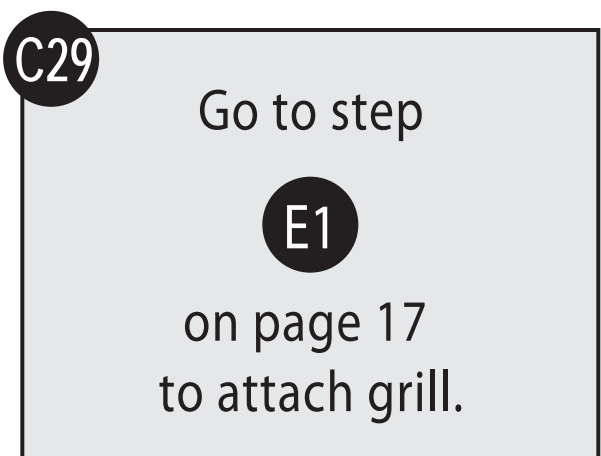 C29
Go to step
E1
on page 17
to attach grill.